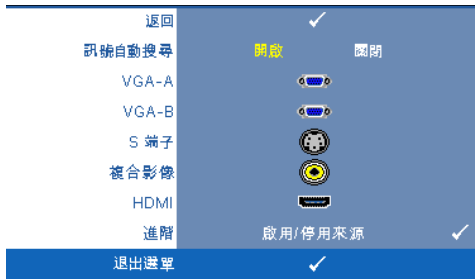 返回
訊號自動搜尋 開啟 關閉
VGA-A
VGA-B
S 端子
複合影像
HDMI
進階 啟用/停用來源
退出選單